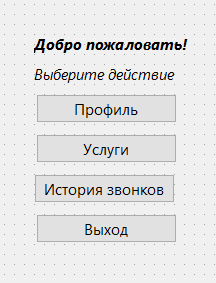 Добро пожаловать!
Выберите действие
Профиль
Услуги
История звонков
Выход